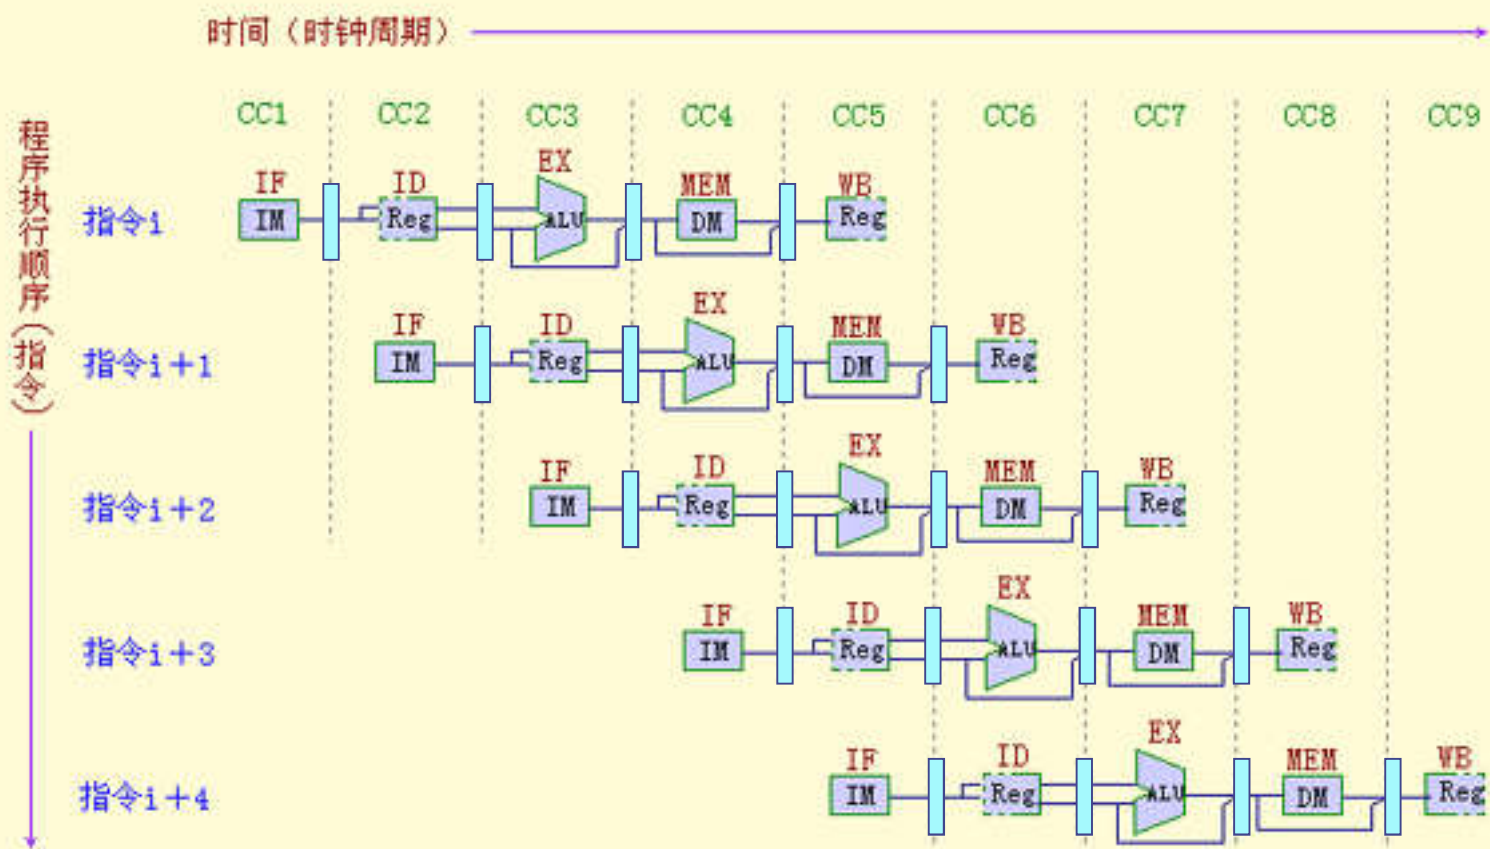 时间（时钟周期）
CC1 CC2 CC3 CC4 CC5 CC6 CC7 CC8 CC9
程序执行顺序（指令）
IF ID EX MEM WB
指令i IM Reg ALU DM Reg
IF ID EX MEM WB
指令i+1 IM Reg ALU DM Reg
IF ID EX MEM WB
指令i+2 IM Reg ALU DM Reg
IF ID EX MEM WB
指令i+3 IM Reg ALU DM Reg
IF ID EX MEM WB
指令i+4 IM Reg ALU DM Reg